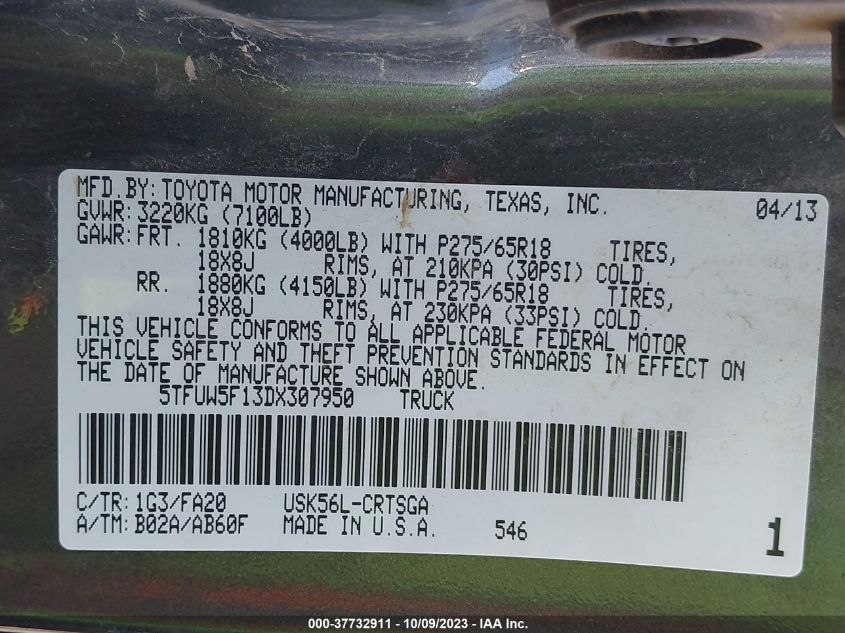 MFD. BY: TOYOTA MOTOR MANUFACTURING, TEXAS, INC. 04/13
GVWR: 3220KG (7100LB)
GAWR: FRT. 1810KG (4000LB) WITH P275/65R18 TIRES,
18X8J RIMS, AT 210KPA (30PSI) COLD.
RR. 1880KG (4150LB) WITH P275/65R18 TIRES,
18X8J RIMS, AT 230KPA (33PSI) COLD.
THIS VEHICLE CONFORMS TO ALL APPLICABLE FEDERAL MOTOR
VEHICLE SAFETY AND THEFT PREVENTION STANDARDS IN EFFECT ON
THE DATE OF MANUFACTURE SHOWN ABOVE.
5TFUW5F13DX307950 TRUCK
C/TR: 1G3/FA20 USK56L-CRTSGA
A/TM: B02A/AB60F MADE IN U.S.A. 546 1
000-37732911 - 10/09/2023 - IAA Inc.